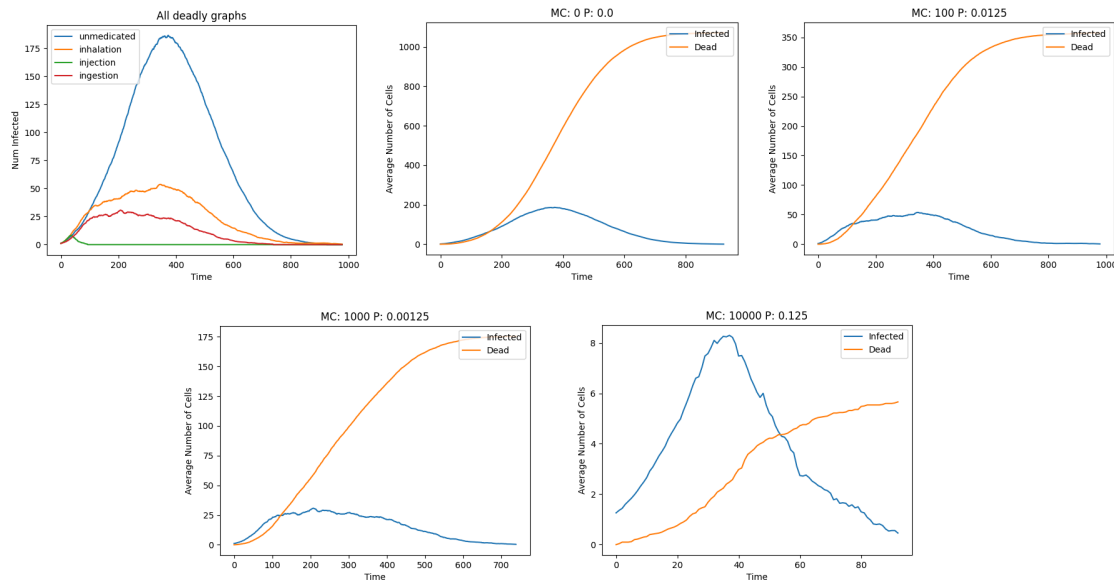 All deadly graphs
unmedicated
inhalation
injection
ingestion
175
150
125
100
75
50
25
0
Num Infected
0 200 400 600 800 1000
Time
MC: 0 P: 0.0
Infected
Dead
1000
800
600
400
200
0
Average Number of Cells
0 200 400 600 800
Time
MC: 100 P: 0.0125
Infected
Dead
350
300
250
200
150
100
50
0
Average Number of Cells
0 200 400 600 800 1000
Time
MC: 1000 P: 0.00125
Infected
Dead
175
150
125
100
75
50
25
0
Average Number of Cells
0 100 200 300 400 500 600 700
Time
MC: 10000 P: 0.125
Infected
Dead
8
6
4
2
0
Average Number of Cells
0 20 40 60 80
Time